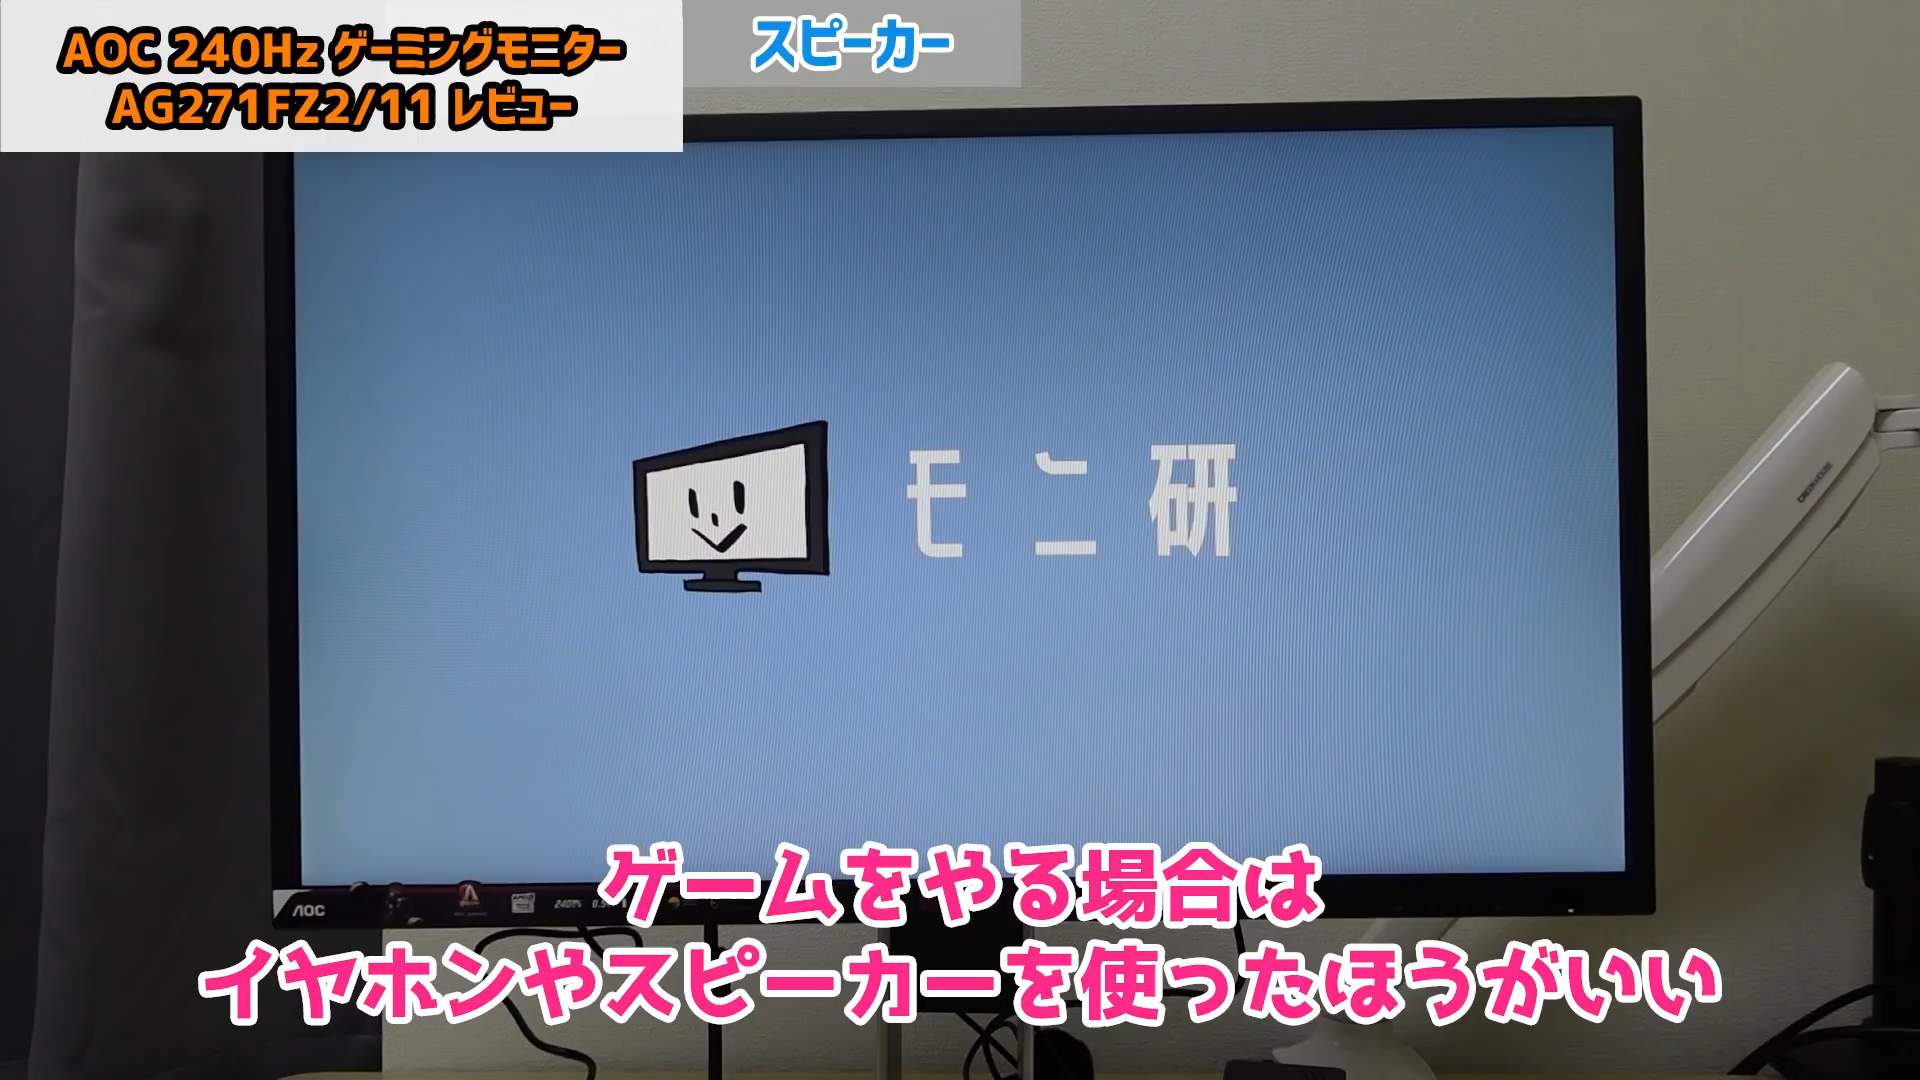 AOC 240Hz ゲーミングモニター
AG271FZ2/11 レビュー
スピーカー
モニ研
AOC
ゲームをやる場合は
イヤホンやスピーカーを使ったほうがいい